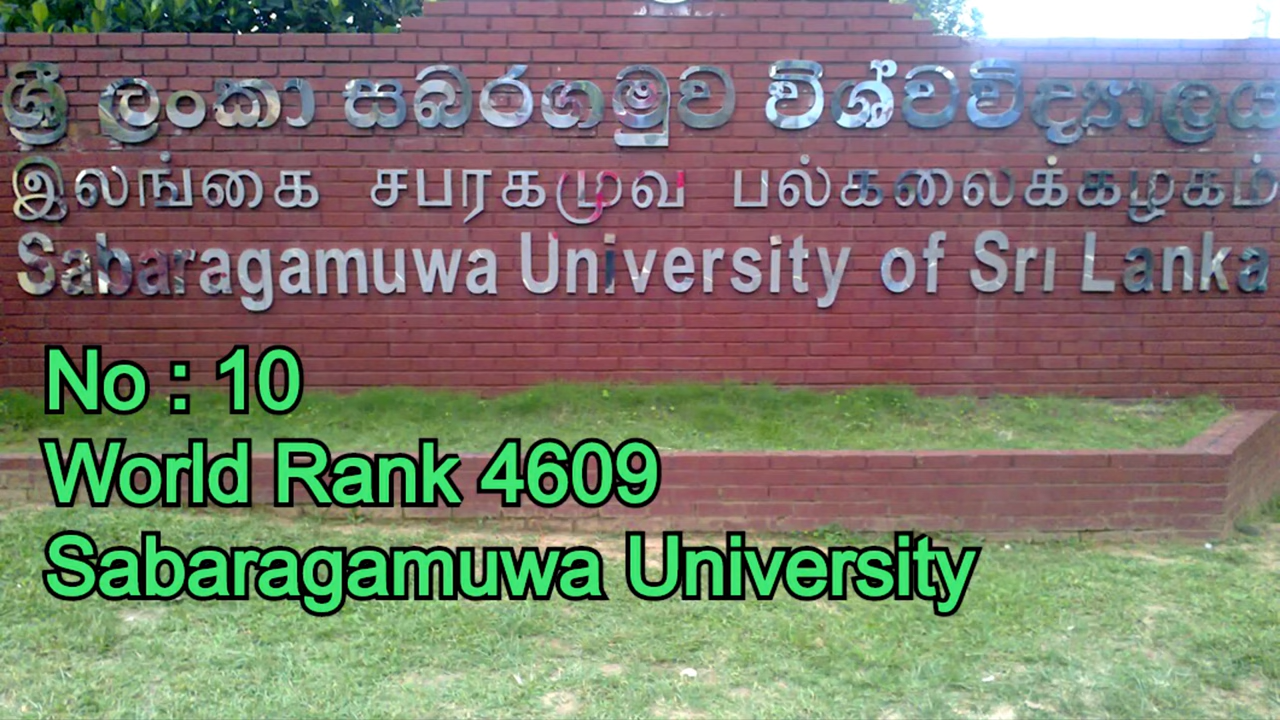 ශ්‍රී ලංකා සබරගමුව විශ්වවිද්‍යාලය
இலங்கை சபரகமுவ பல்கலைக்கழகம்
Sabaragamuwa University of Sri Lanka
No : 10
World Rank 4609
Sabaragamuwa University